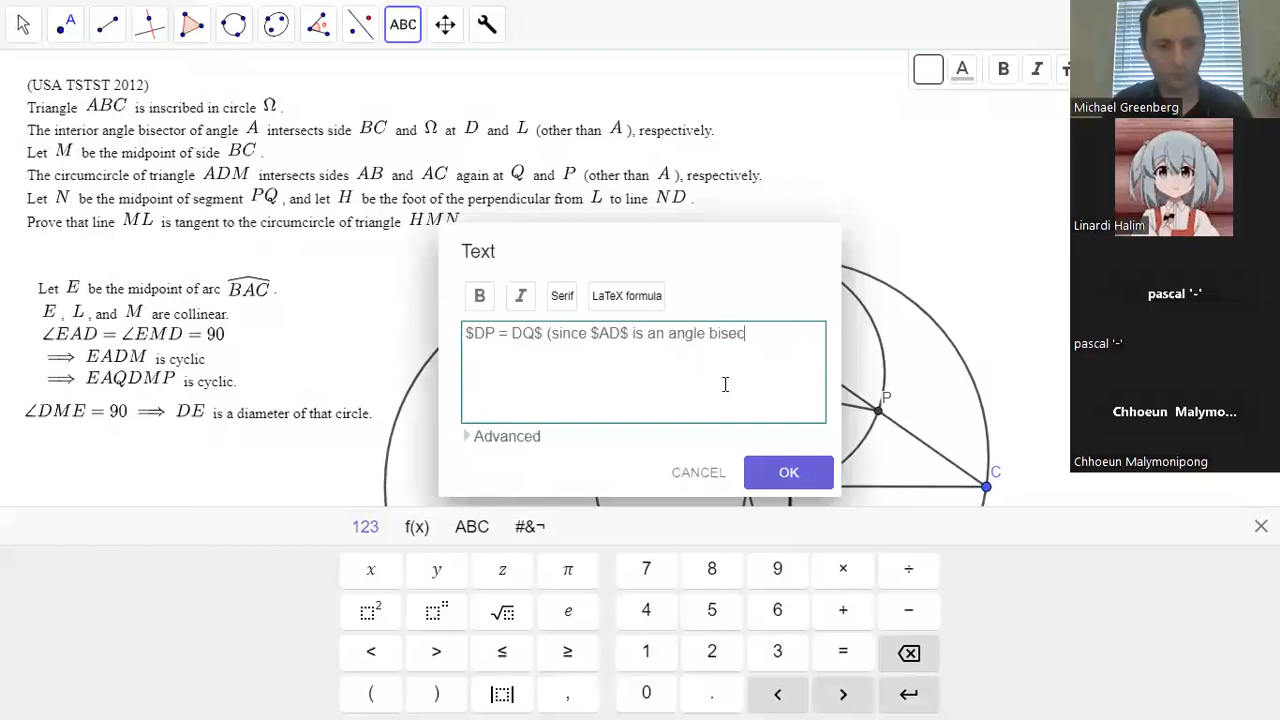 ABC
A B I
(USA TSTST 2012)
Triangle ABC is inscribed in circle Ω .
The interior angle bisector of angle A intersects side BC and Ω at D and L (other than A ), respectively.
Let M be the midpoint of side BC .
The circumcircle of triangle ADM intersects sides AB and AC again at Q and P (other than A ), respectively.
Let N be the midpoint of segment PQ , and let H be the foot of the perpendicular from L to line ND .
Prove that line ML is tangent to the circumcircle of triangle HMN
Let E be the midpoint of arc BAC .
E , L , and M are collinear.
∠EAD = ∠EMD = 90
⟹ EADM is cyclic
⟹ EAQDMP is cyclic.
∠DME = 90 ⟹ DE is a diameter of that circle.
Text
B I Serif LaTeX formula
$DP = DQ$ (since $AD$ is an angle bisec
Advanced
CANCEL OK
P
C
Michael Greenberg
Linardi Halim
pascal '-'
pascal '-'
Chhoeun Malymo...
Chhoeun Malymonipong
123 f(x) ABC #&¬
x y z π 7 8 9 × ÷
e 4 5 6 + −
< > ≤ ≥ 1 2 3 =
( ) , 0 . < >